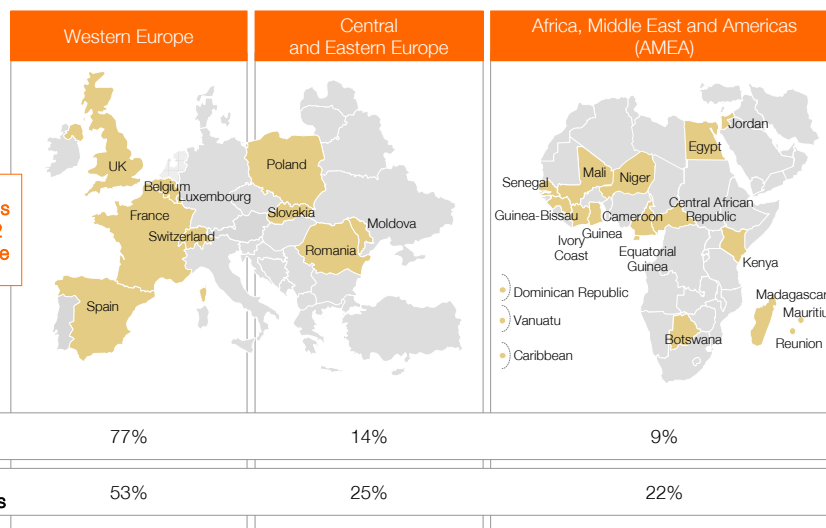 Western Europe
Central
and Eastern Europe
Africa, Middle East and Americas
(AMEA)
UK
Belgium
Luxembourg
France
Switzerland
Spain
Poland
Slovakia
Moldova
Romania
Jordan
Egypt
Mali
Niger
Senegal
Central African
Republic
Guinea-Bissau
Cameroon
Guinea
Ivory
Coast
Equatorial
Guinea
Kenya
Dominican Republic
Vanuatu
Caribbean
Madagascar
Mauritiu
Reunion
Botswana
s
2
e
77%
14%
9%
53%
25%
22%
s